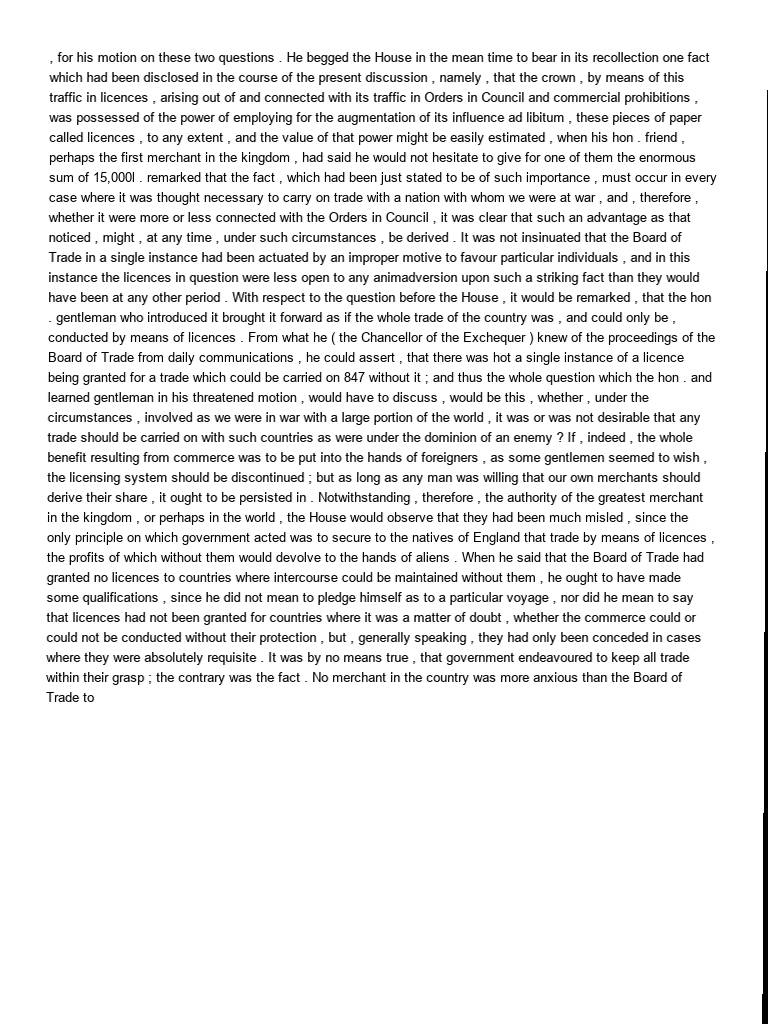 , for his motion on these two questions . He begged the House in the mean time to bear in its recollection one fact
which had been disclosed in the course of the present discussion , namely , that the crown , by means of this
traffic in licences , arising out of and connected with its traffic in Orders in Council and commercial prohibitions ,
was possessed of the power of employing for the augmentation of its influence ad libitum , these pieces of paper
called licences , to any extent , and the value of that power might be easily estimated , when his hon . friend ,
perhaps the first merchant in the kingdom , had said he would not hesitate to give for one of them the enormous
sum of 15,000l . remarked that the fact , which had been just stated to be of such importance , must occur in every
case where it was thought necessary to carry on trade with a nation with whom we were at war , and , therefore ,
whether it were more or less connected with the Orders in Council , it was clear that such an advantage as that
noticed , might , at any time , under such circumstances , be derived . It was not insinuated that the Board of
Trade in a single instance had been actuated by an improper motive to favour particular individuals , and in this
instance the licences in question were less open to any animadversion upon such a striking fact than they would
have been at any other period . With respect to the question before the House , it would be remarked , that the hon
. gentleman who introduced it brought it forward as if the whole trade of the country was , and could only be ,
conducted by means of licences . From what he ( the Chancellor of the Exchequer ) knew of the proceedings of the
Board of Trade from daily communications , he could assert , that there was hot a single instance of a licence
being granted for a trade which could be carried on 847 without it ; and thus the whole question which the hon . and
learned gentleman in his threatened motion , would have to discuss , would be this , whether , under the
circumstances , involved as we were in war with a large portion of the world , it was or was not desirable that any
trade should be carried on with such countries as were under the dominion of an enemy ? If , indeed , the whole
benefit resulting from commerce was to be put into the hands of foreigners , as some gentlemen seemed to wish ,
the licensing system should be discontinued ; but as long as any man was willing that our own merchants should
derive their share , it ought to be persisted in . Notwithstanding , therefore , the authority of the greatest merchant
in the kingdom , or perhaps in the world , the House would observe that they had been much misled , since the
only principle on which government acted was to secure to the natives of England that trade by means of licences ,
the profits of which without them would devolve to the hands of aliens . When he said that the Board of Trade had
granted no licences to countries where intercourse could be maintained without them , he ought to have made
some qualifications , since he did not mean to pledge himself as to a particular voyage , nor did he mean to say
that licences had not been granted for countries where it was a matter of doubt , whether the commerce could or
could not be conducted without their protection , but , generally speaking , they had only been conceded in cases
where they were absolutely requisite . It was by no means true , that government endeavoured to keep all trade
within their grasp ; the contrary was the fact . No merchant in the country was more anxious than the Board of
Trade to